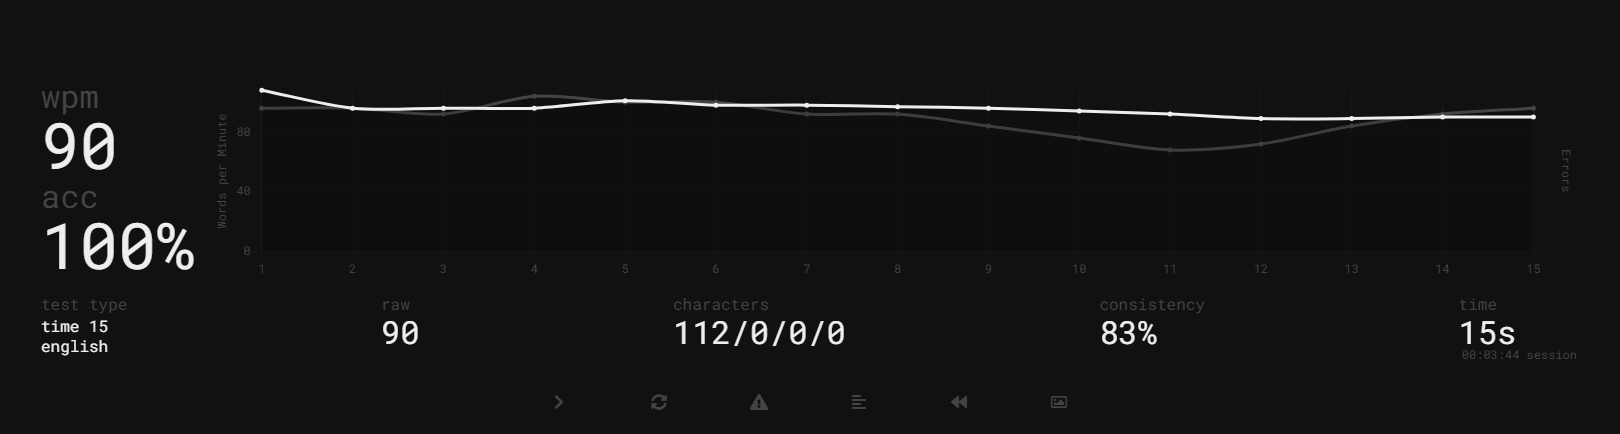 wpm
90
acc
100%
Words per Minute
80
40
0
1 2 3 4 5 6 7 8 9 10 11 12 13 14 15
Errors
test type
time 15
english
raw
90
characters
112/0/0/0
consistency
83%
time
15s
00:03:44 session